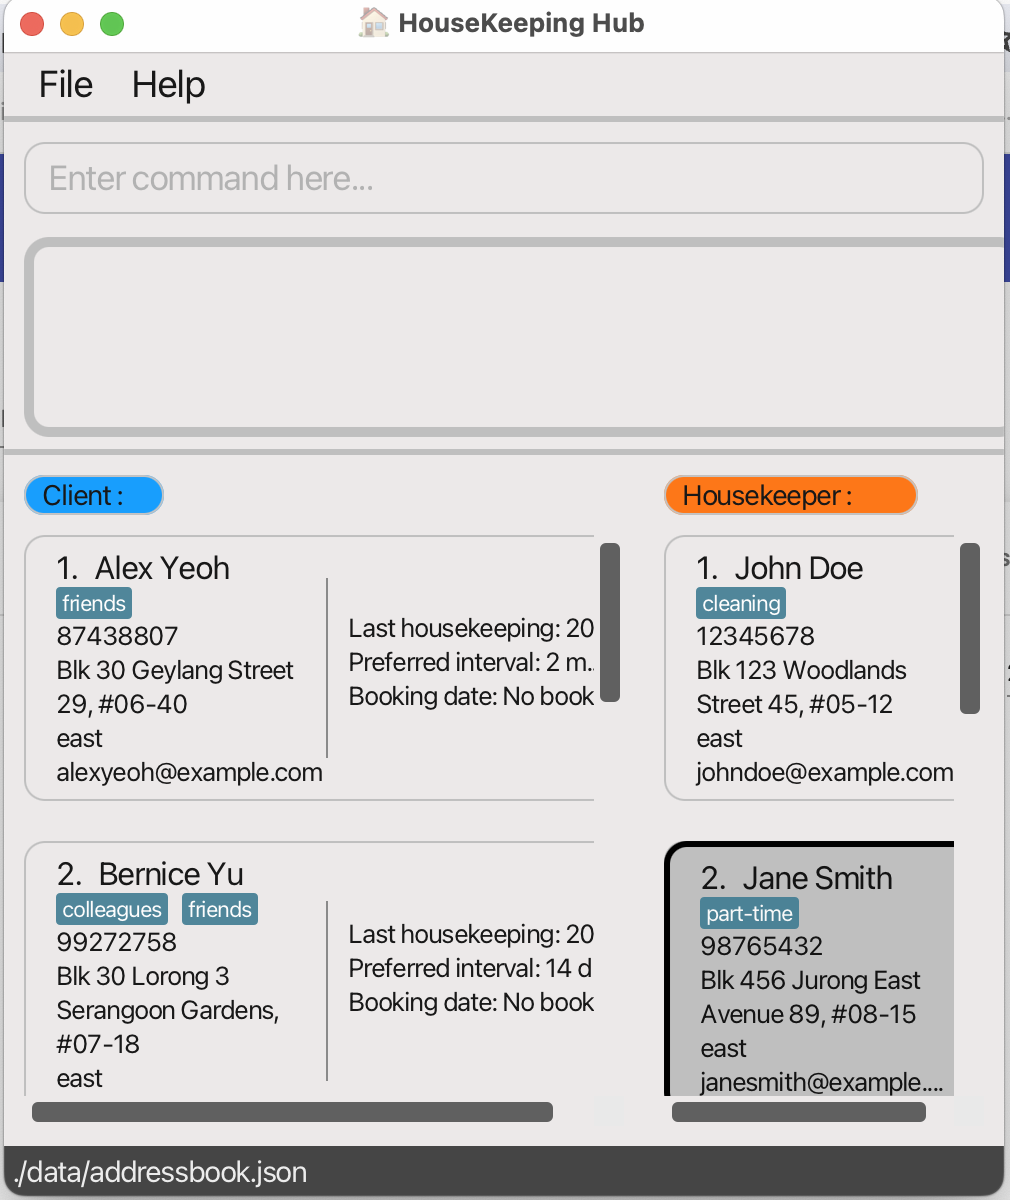 HouseKeeping Hub
File Help
Enter command here...
Client :
1. Alex Yeoh
friends
87438807
Blk 30 Geylang Street
29, #06-40
east
alexyeoh@example.com
Last housekeeping: 20
Preferred interval: 2 m..
Booking date: No book
2. Bernice Yu
colleagues friends
99272758
Blk 30 Lorong 3
Serangoon Gardens,
#07-18
east
Last housekeeping: 20
Preferred interval: 14 d
Booking date: No book
Housekeeper :
1. John Doe
cleaning
12345678
Blk 123 Woodlands
Street 45, #05-12
east
johndoe@example.com
2. Jane Smith
part-time
98765432
Blk 456 Jurong East
Avenue 89, #08-15
east
janesmith@example....
./data/addressbook.json